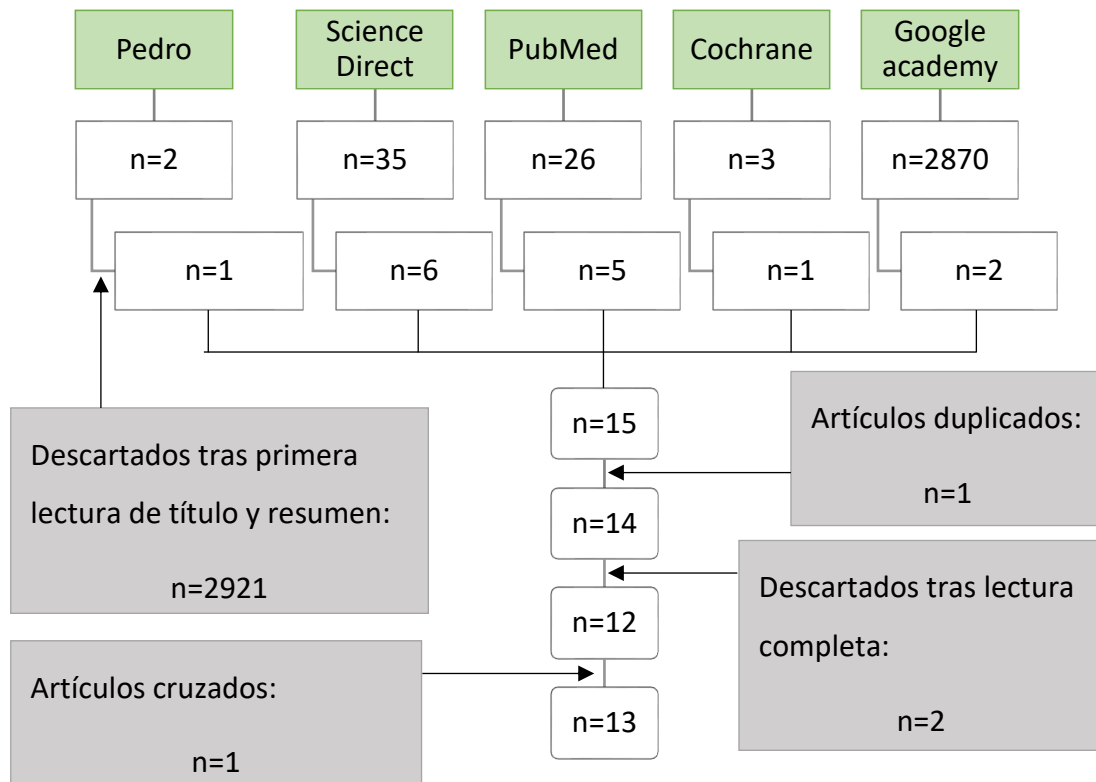 Pedro
Science
Direct
PubMed
Cochrane
Google
academy
n=2
n=35
n=26
n=3
n=2870
n=1
n=6
n=5
n=1
n=2
n=15
Artículos duplicados:
n=1
Descartados tras primera
lectura de título y resumen:
n=2921
n=14
Descartados tras lectura
completa:
n=2
n=12
Artículos cruzados:
n=1
n=13